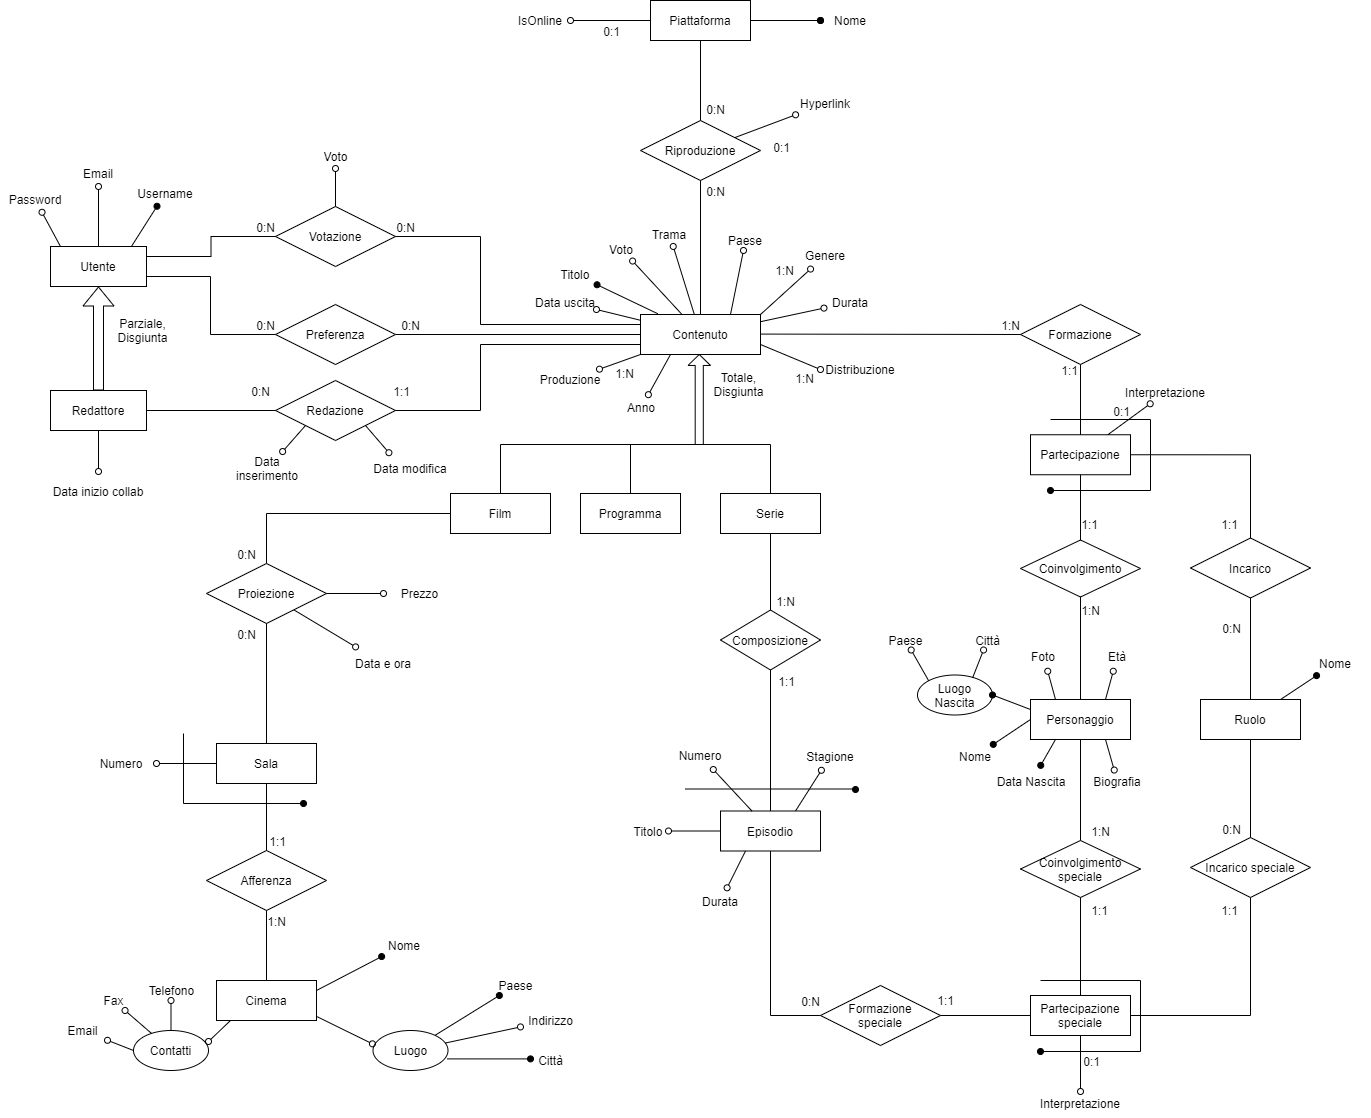 IsOnline
0:1
Piattaforma
Nome
0:N
Hyperlink
Riproduzione
0:1
0:N
Voto
Email
Password
Username
Utente
0:N
Votazione
0:N
Parziale,
Disgiunta
0:N
Preferenza
0:N
Redattore
0:N
Redazione
1:1
Data
inserimento
Data modifica
Data inizio collab
Titolo
Voto
Trama
Paese
1:N
Genere
Data uscita
Durata
Contenuto
Produzione
1:N
Anno
Totale,
Disgiunta
1:N
Distribuzione
1:N
Formazione
1:1
Interpretazione
0:1
Partecipazione
Film
Programma
Serie
0:N
Proiezione
Prezzo
0:N
Data e ora
1:N
Composizione
1:1
1:1
Coinvolgimento
1:N
1:1
Incarico
0:N
Paese
Città
Luogo
Nascita
Foto
Età
Personaggio
Nome
Data Nascita
Biografia
Nome
Ruolo
Numero
Sala
1:1
Afferenza
1:N
Numero
Stagione
Titolo
Episodio
Durata
1:N
Coinvolgimento
speciale
1:1
0:N
Incarico speciale
1:1
Nome
Cinema
Fax
Telefono
Email
Contatti
Paese
Indirizzo
Luogo
Città
0:N
Formazione
speciale
1:1
Partecipazione
speciale
0:1
Interpretazione